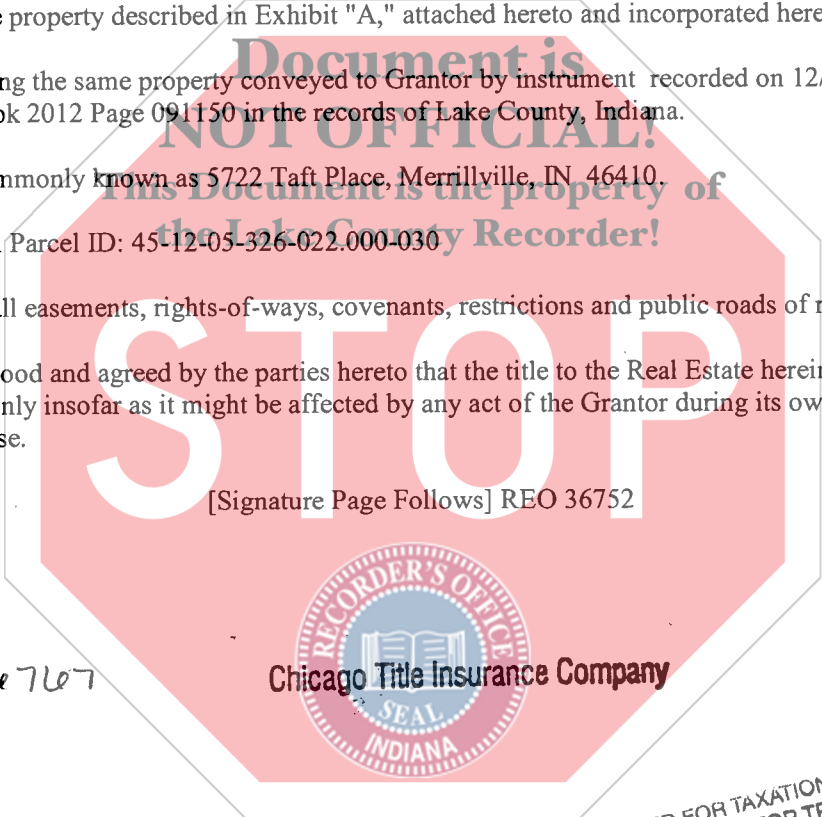 property described in Exhibit "A," attached hereto and incorporated here
Document is
ng the same property conveyed to Grantor by instrument recorded on 12/
ok 2012 Page 091150 in the records of Lake County, Indiana.
NOT OFFICIAL!
mmonly known as 5722 Taft Place, Merrillville, IN 46410.
This Document is the property of
the Lake County Recorder!
Parcel ID: 45-12-05-326-022.000-030
ll easements, rights-of-ways, covenants, restrictions and public roads of r
STOP
ood and agreed by the parties hereto that the title to the Real Estate herein
nly insofar as it might be affected by any act of the Grantor during its ow
se.
[Signature Page Follows] REO 36752
RECORDER'S OFFICE
767
Chicago Title Insurance Company
SEAL
INDIANA
FOR TAXATION